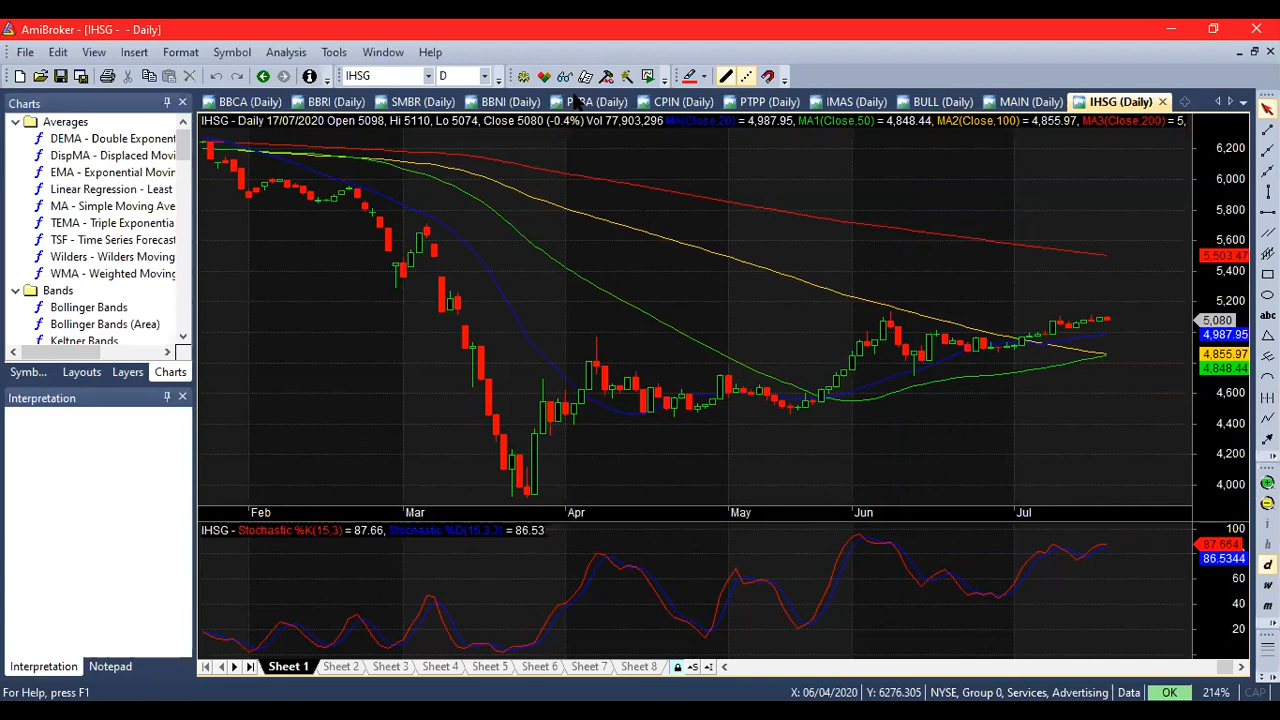 AmiBroker - [IHSG - - Daily]
File Edit View Insert Format Symbol Analysis Tools Window Help
IHSG D
Charts
BBCA (Daily) BBRI (Daily) SMBR (Daily) BBNI (Daily) (Daily) CPIN (Daily) PTPP (Daily) IMAS (Daily) BULL (Daily) MAIN (Daily) IHSG (Daily)
IHSG - Daily 17/07/2020 Open 5098, Hi 5110, Lo 5074, Close 5080 (-0.4%) Vol 77,903,296 MA(Close,20) = 4,987.95, MA1(Close,50) = 4,848.44, MA2(Close,100) = 4,855.97, MA3(Close,200) = 5,
Averages
DEMA - Double Exponent
DispMA - Displaced Movi
EMA - Exponential Movin
Linear Regression - Least
MA - Simple Moving Ave
TEMA - Triple Exponentia
TSF - Time Series Forecast
Wilders - Wilders Moving
WMA - Weighted Moving
Bands
Bollinger Bands
Bollinger Bands (Area)
Keltner Bands
Symb... Layouts Layers Charts
Interpretation
Interpretation Notepad
6,200
6,000
5,800
5,600
5,503.47
5,400
5,200
5,080
4,987.95
4,855.97
4,848.44
4,600
4,400
4,200
4,000
Feb Mar Apr May Jun Jul
IHSG - Stochastic %K(15,3) = 87.66, Stochastic %D(15,3,3) = 86.53
100
87.664
86.5344
60
40
20
abc
i
h
d
w
m
Sheet 1 Sheet 2 Sheet 3 Sheet 4 Sheet 5 Sheet 6 Sheet 7 Sheet 8
For Help, press F1
X: 06/04/2020 Y: 6276.305 NYSE, Group 0, Services, Advertising Data OK 214% CAP